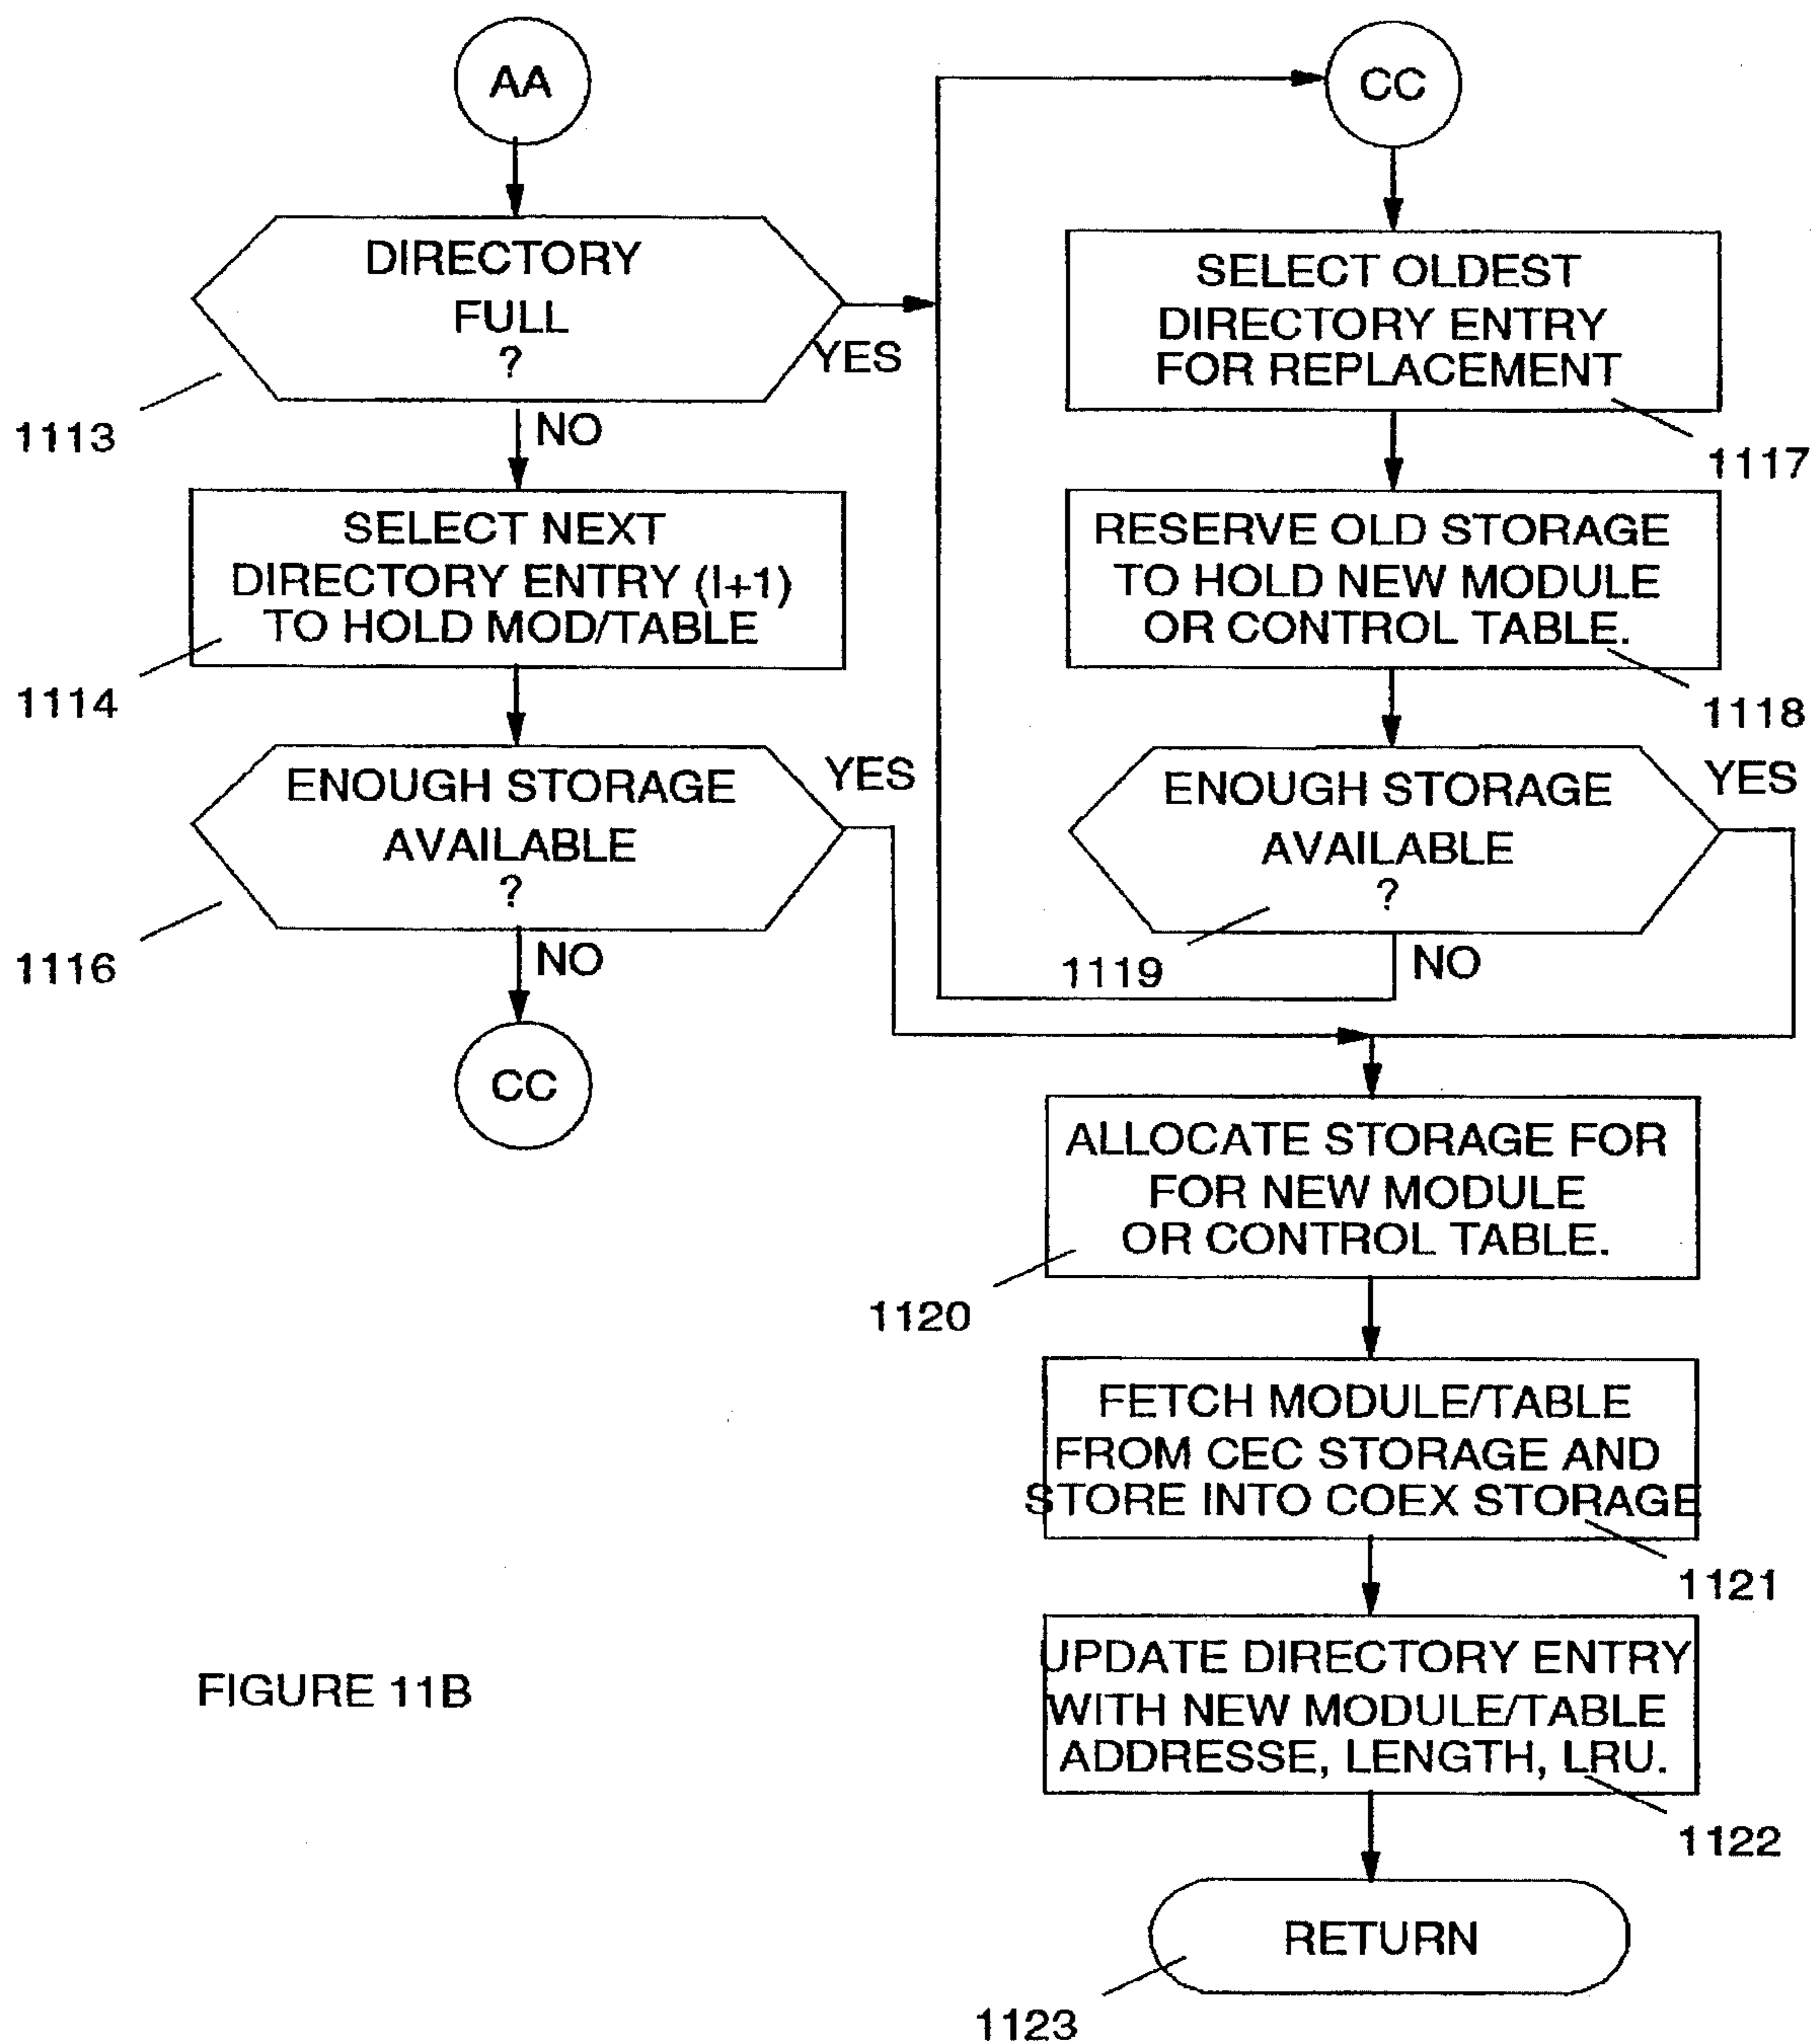 AA
DIRECTORY
FULL
?
YES
1113
NO
SELECT NEXT
DIRECTORY ENTRY (I+1)
TO HOLD MOD/TABLE
1114
ENOUGH STORAGE
AVAILABLE
?
YES
1116
NO
CC
CC
SELECT OLDEST
DIRECTORY ENTRY
FOR REPLACEMENT
1117
RESERVE OLD STORAGE
TO HOLD NEW MODULE
OR CONTROL TABLE.
1118
ENOUGH STORAGE
AVAILABLE
?
YES
1119
NO
ALLOCATE STORAGE FOR
FOR NEW MODULE
OR CONTROL TABLE.
1120
FETCH MODULE/TABLE
FROM CEC STORAGE AND
STORE INTO COEX STORAGE
1121
UPDATE DIRECTORY ENTRY
WITH NEW MODULE/TABLE
ADDRESSE, LENGTH, LRU.
1122
RETURN
1123
FIGURE 11B